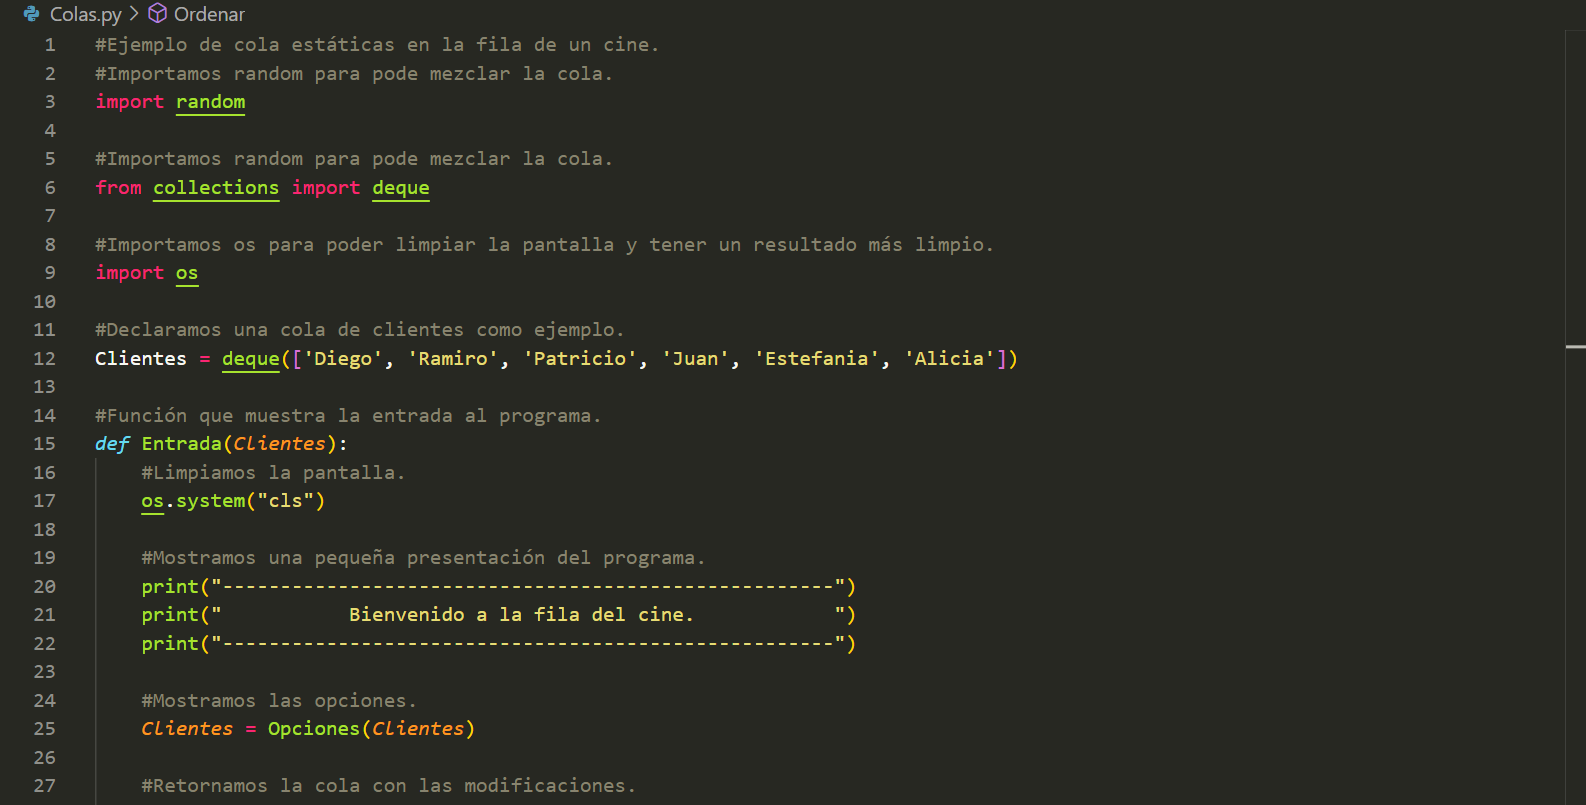 Colas.py > Ordenar
1 #Ejemplo de cola estáticas en la fila de un cine.
2 #Importamos random para pode mezclar la cola.
3 import random
4
5 #Importamos random para pode mezclar la cola.
6 from collections import deque
7
8 #Importamos os para poder limpiar la pantalla y tener un resultado más limpio.
9 import os
10
11 #Declaramos una cola de clientes como ejemplo.
12 Clientes = deque(['Diego', 'Ramiro', 'Patricio', 'Juan', 'Estefania', 'Alicia'])
13
14 #Función que muestra la entrada al programa.
15 def Entrada(Clientes):
16     #Limpiamos la pantalla.
17     os.system("cls")
18
19     #Mostramos una pequeña presentación del programa.
20     print("-----------------------------------------------------")
21     print("           Bienvenido a la fila del cine.            ")
22     print("-----------------------------------------------------")
23
24     #Mostramos las opciones.
25     Clientes = Opciones(Clientes)
26
27     #Retornamos la cola con las modificaciones.